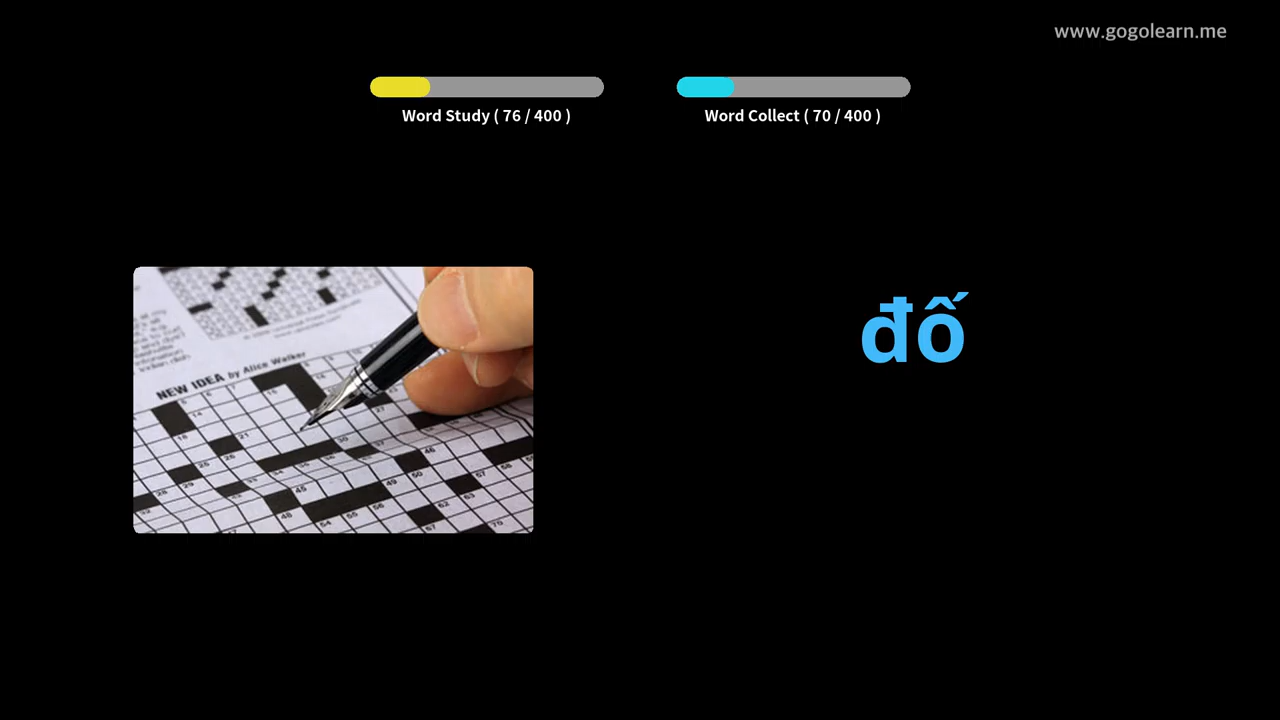 www.gogolearn.me
Word Study ( 76 / 400 )
Word Collect ( 70 / 400 )
NEW IDEA by Alice Walker
đố